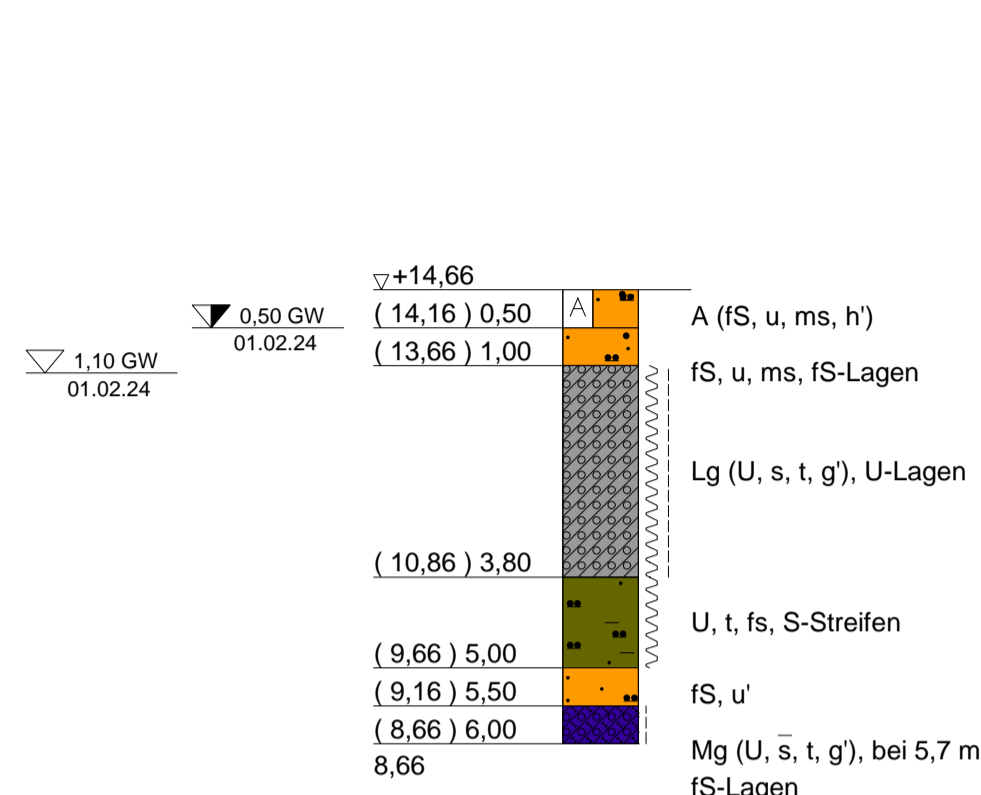 +14,66
0,50 GW
01.02.24
1,10 GW
01.02.24
( 14,16 ) 0,50
A
A (fS, u, ms, h')
( 13,66 ) 1,00
fS, u, ms, fS-Lagen
Lg (U, s, t, g'), U-Lagen
( 10,86 ) 3,80
U, t, fs, S-Streifen
( 9,66 ) 5,00
( 9,16 ) 5,50
fS, u'
( 8,66 ) 6,00
Mg (U, s̅, t, g'), bei 5,7 m
fS-Lagen
8,66